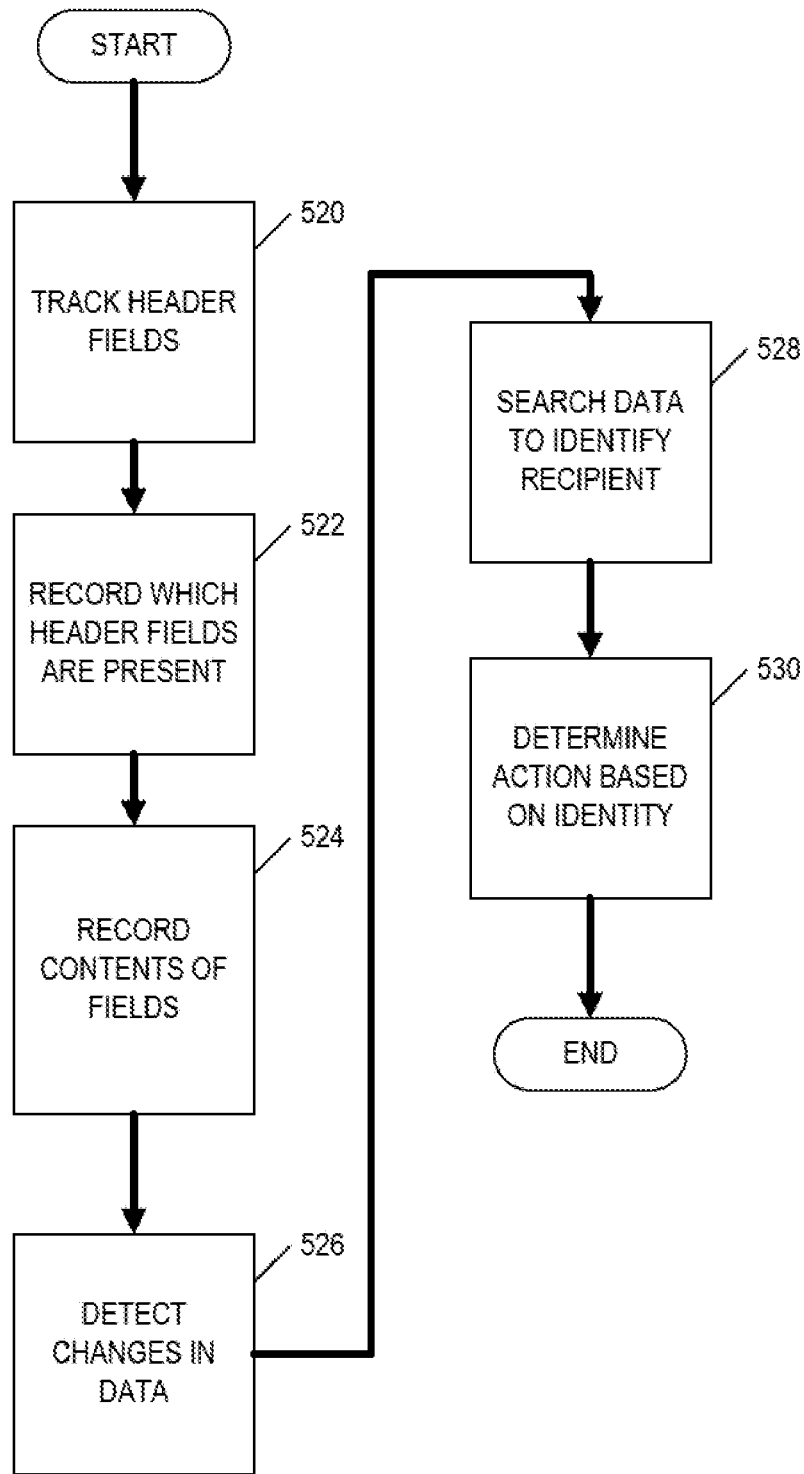 START
520
TRACK HEADER
FIELDS
522
RECORD WHICH
HEADER FIELDS
ARE PRESENT
524
RECORD
CONTENTS OF
FIELDS
526
DETECT
CHANGES IN
DATA
528
SEARCH DATA
TO IDENTIFY
RECIPIENT
530
DETERMINE
ACTION BASED
ON IDENTITY
END